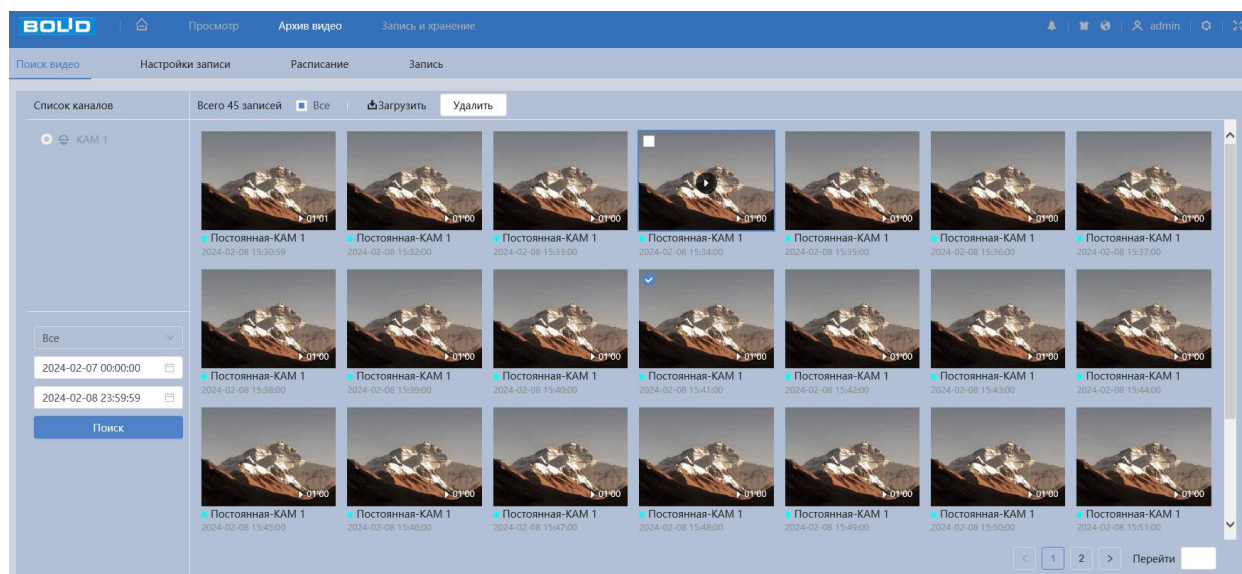 BOLID
Просмотр
Архив видео
Запись и хранение
admin
Поиск видео
Настройки записи
Расписание
Запись
Список каналов
Всего 45 записей
Все
Загрузить
Удалить
КАМ 1
01'01
01'00
01'00
01'00
01'00
01'00
01'00
Постоянная-КАМ 1
Постоянная-КАМ 1
Постоянная-КАМ 1
Постоянная-КАМ 1
Постоянная-КАМ 1
Постоянная-КАМ 1
Постоянная-КАМ 1
2024-02-08 15:30:59
2024-02-08 15:32:00
2024-02-08 15:33:00
2024-02-08 15:34:00
2024-02-08 15:35:00
2024-02-08 15:36:00
2024-02-08 15:37:00
01'00
01'00
01'00
01'00
01'00
01'00
01'00
Постоянная-КАМ 1
Постоянная-КАМ 1
Постоянная-КАМ 1
Постоянная-КАМ 1
Постоянная-КАМ 1
Постоянная-КАМ 1
Постоянная-КАМ 1
2024-02-08 15:38:00
2024-02-08 15:39:00
2024-02-08 15:40:00
2024-02-08 15:41:00
2024-02-08 15:42:00
2024-02-08 15:43:00
2024-02-08 15:44:00
Все
2024-02-07 00:00:00
2024-02-08 23:59:59
Поиск
01'00
01'00
01'00
01'00
01'00
01'00
01'00
Постоянная-КАМ 1
Постоянная-КАМ 1
Постоянная-КАМ 1
Постоянная-КАМ 1
Постоянная-КАМ 1
Постоянная-КАМ 1
Постоянная-КАМ 1
2024-02-08 15:45:00
2024-02-08 15:46:00
2024-02-08 15:47:00
2024-02-08 15:48:00
2024-02-08 15:49:00
2024-02-08 15:50:00
2024-02-08 15:51:00
< 1 2 > Перейти